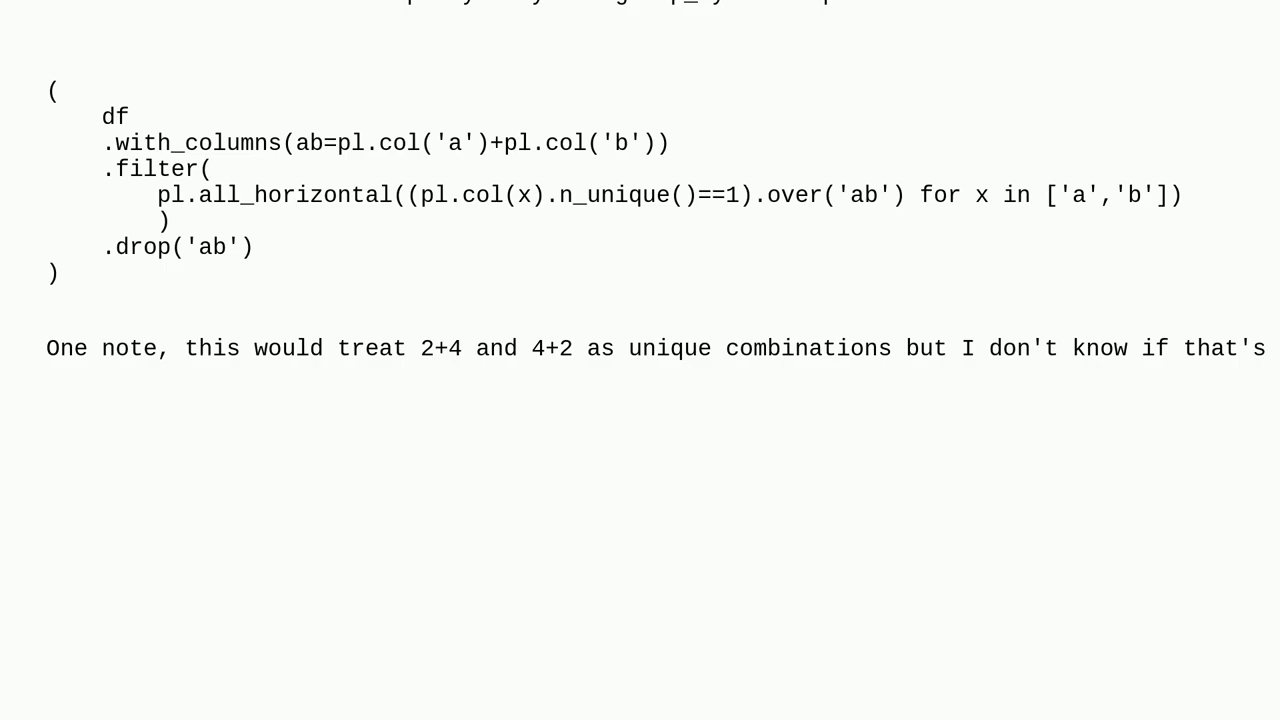 (
    df
    .with_columns(ab=pl.col('a')+pl.col('b'))
    .filter(
        pl.all_horizontal((pl.col(x).n_unique()==1).over('ab') for x in ['a','b'])
        )
    .drop('ab')
)
One note, this would treat 2+4 and 4+2 as unique combinations but I don't know if that's